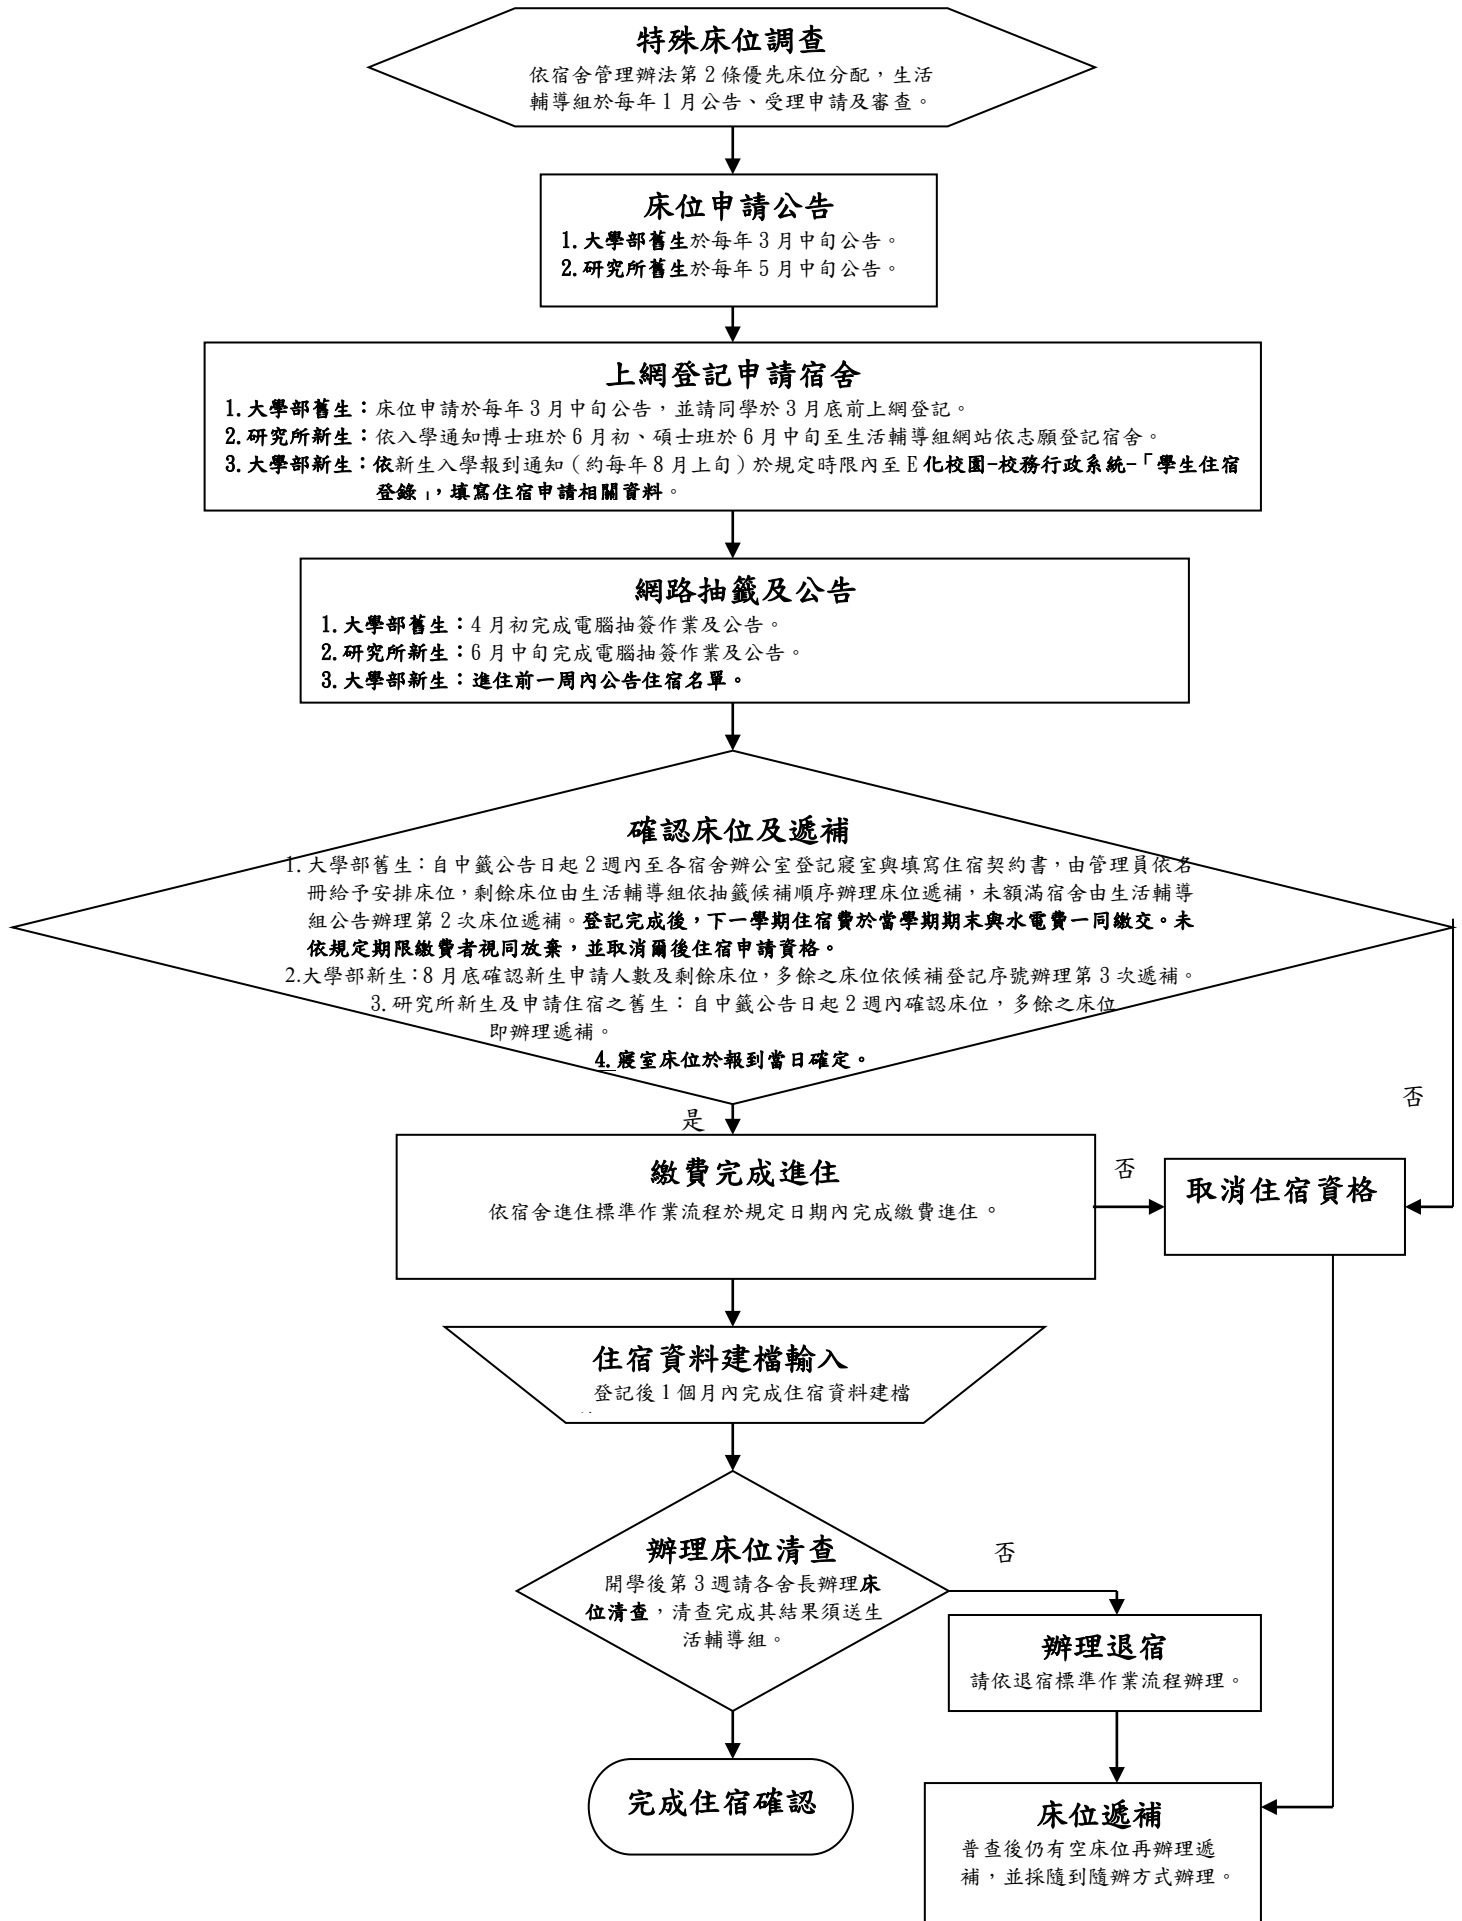 特殊床位調查
依宿舍管理辦法第2條優先床位分配，生活
輔導組於每年1月公告、受理申請及審查。
床位申請公告
1.大學部舊生於每年3月中旬公告。
2.研究所舊生於每年5月中旬公告。
上網登記申請宿舍
1.大學部舊生：床位申請於每年3月中旬公告，並請同學於3月底前上網登記。
2.研究所新生：依入學通知博士班於6月初、碩士班於6月中旬至生活輔導組網站依志願登記宿舍。
3.大學部新生：依新生入學報到通知（約每年8月上旬）於規定時限內至E化校園-校務行政系統-「學生住宿
登錄」，填寫住宿申請相關資料。
網路抽籤及公告
1.大學部舊生：4月初完成電腦抽簽作業及公告。
2.研究所新生：6月中旬完成電腦抽簽作業及公告。
3.大學部新生：進住前一周內公告住宿名單。
確認床位及遞補
1.大學部舊生：自中籤公告日起2週內至各宿舍辦公室登記寢室與填寫住宿契約書，由管理員依名
冊給予安排床位，剩餘床位由生活輔導組依抽籤候補順序辦理床位遞補，未額滿宿舍由生活輔導
組公告辦理第2次床位遞補。登記完成後，下一學期住宿費於當學期期末與水電費一同繳交。未
依規定期限繳費者視同放棄，並取消爾後住宿申請資格。
2.大學部新生：8月底確認新生申請人數及剩餘床位，多餘之床位依候補登記序號辦理第3次遞補。
3.研究所新生及申請住宿之舊生：自中籤公告日起2週內確認床位，多餘之床位
即辦理遞補。
4.寢室床位於報到當日確定。
否
是
繳費完成進住
依宿舍進住標準作業流程於規定日期內完成繳費進住。
否
取消住宿資格
住宿資料建檔輸入
登記後1個月內完成住宿資料建檔
辦理床位清查
開學後第3週請各舍長辦理床
位清查，清查完成其結果須送生
活輔導組。
否
辦理退宿
請依退宿標準作業流程辦理。
完成住宿確認
床位遞補
普查後仍有空床位再辦理遞
補，並採隨到隨辦方式辦理。